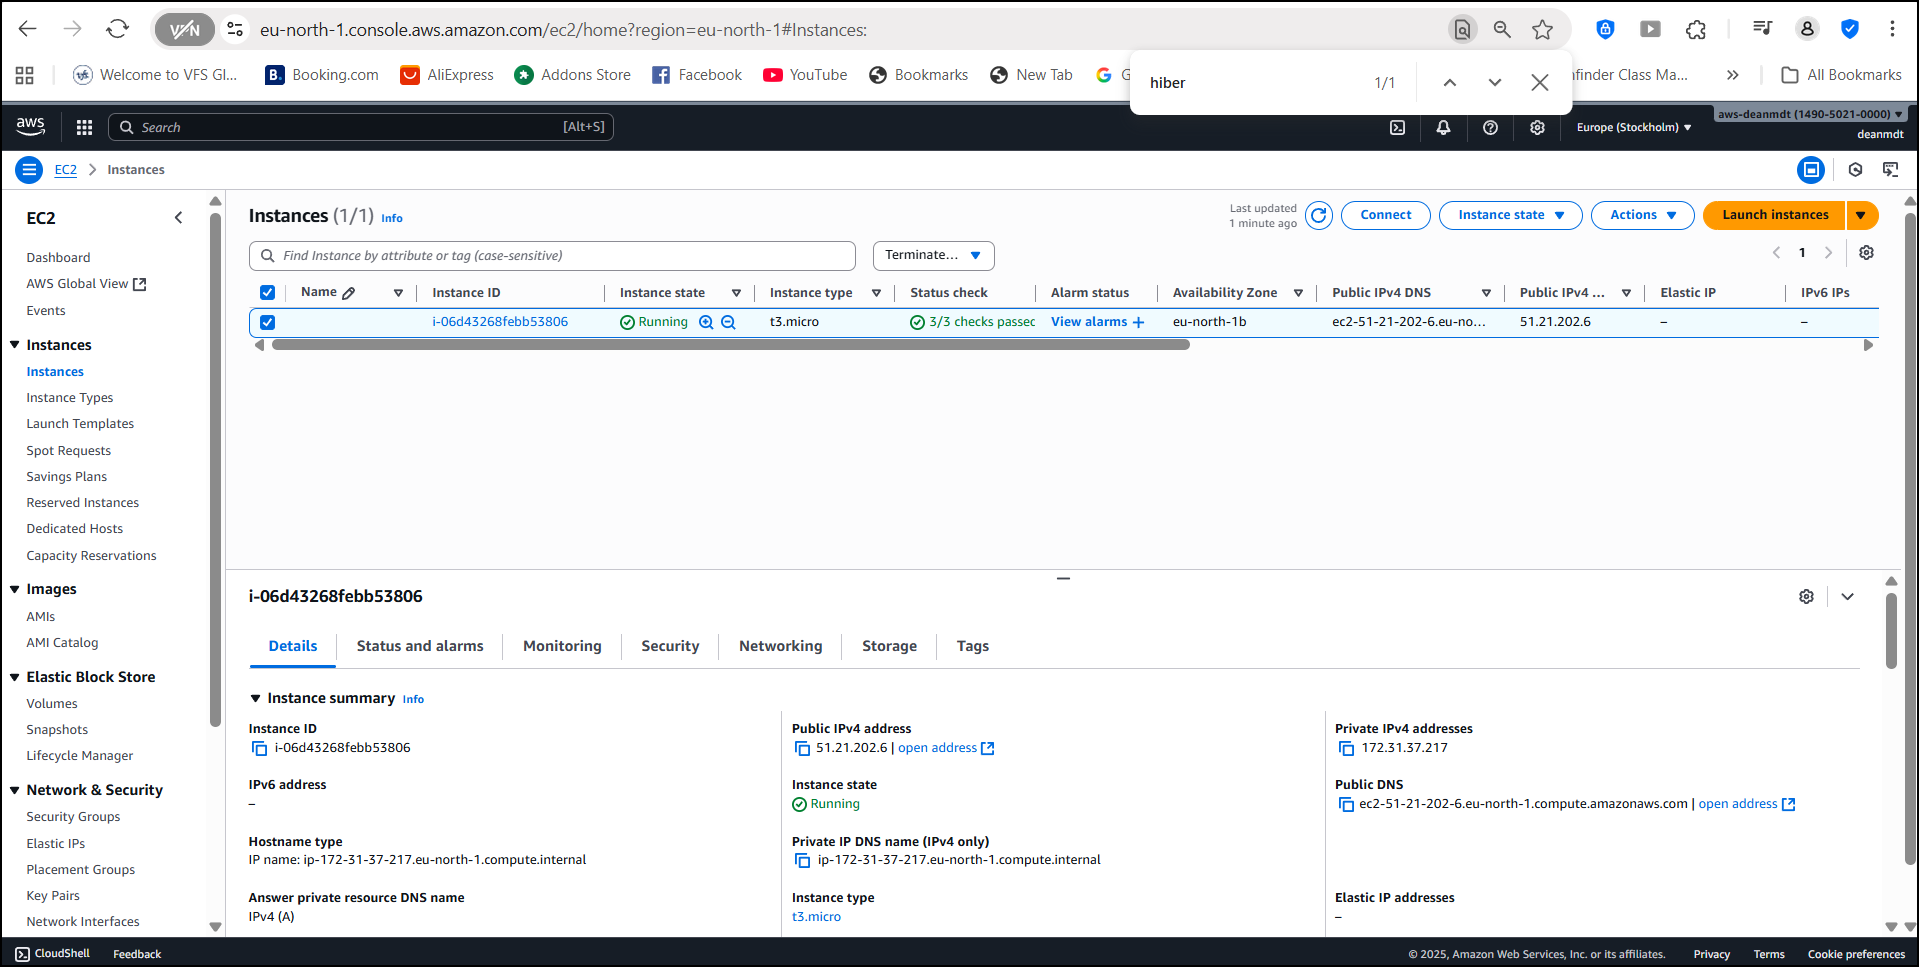 VPN eu-north-1.console.aws.amazon.com/ec2/home?region=eu-north-1#Instances:
Welcome to VFS Gl... B. Booking.com AliExpress Addons Store Facebook YouTube Bookmarks New Tab G nfinder Class Ma... » All Bookmarks
hiber 1/1
aws Search [Alt+S] Europe (Stockholm) aws-deanmdt (1490-5021-0000)
deanmdt
EC2 > Instances
EC2
Dashboard
AWS Global View
Events
Instances
Instances
Instance Types
Launch Templates
Spot Requests
Savings Plans
Reserved Instances
Dedicated Hosts
Capacity Reservations
Images
AMIs
AMI Catalog
Elastic Block Store
Volumes
Snapshots
Lifecycle Manager
Network & Security
Security Groups
Elastic IPs
Placement Groups
Key Pairs
Network Interfaces
Instances (1/1) Info
Last updated
1 minute ago
Connect Instance state Actions Launch instances
Find Instance by attribute or tag (case-sensitive) Terminate... 1
Name Instance ID Instance state Instance type Status check Alarm status Availability Zone Public IPv4 DNS Public IPv4 ... Elastic IP IPv6 IPs
i-06d43268febb53806 Running t3.micro 3/3 checks passed View alarms + eu-north-1b ec2-51-21-202-6.eu-no... 51.21.202.6 – –
i-06d43268febb53806
Details Status and alarms Monitoring Security Networking Storage Tags
Instance summary Info
Instance ID
i-06d43268febb53806
Public IPv4 address
51.21.202.6 | open address
Private IPv4 addresses
172.31.37.217
IPv6 address
–
Instance state
Running
Public DNS
ec2-51-21-202-6.eu-north-1.compute.amazonaws.com | open address
Hostname type
IP name: ip-172-31-37-217.eu-north-1.compute.internal
Private IP DNS name (IPv4 only)
ip-172-31-37-217.eu-north-1.compute.internal
Answer private resource DNS name
IPv4 (A)
Instance type
t3.micro
Elastic IP addresses
–
CloudShell Feedback © 2025, Amazon Web Services, Inc. or its affiliates. Privacy Terms Cookie preferences